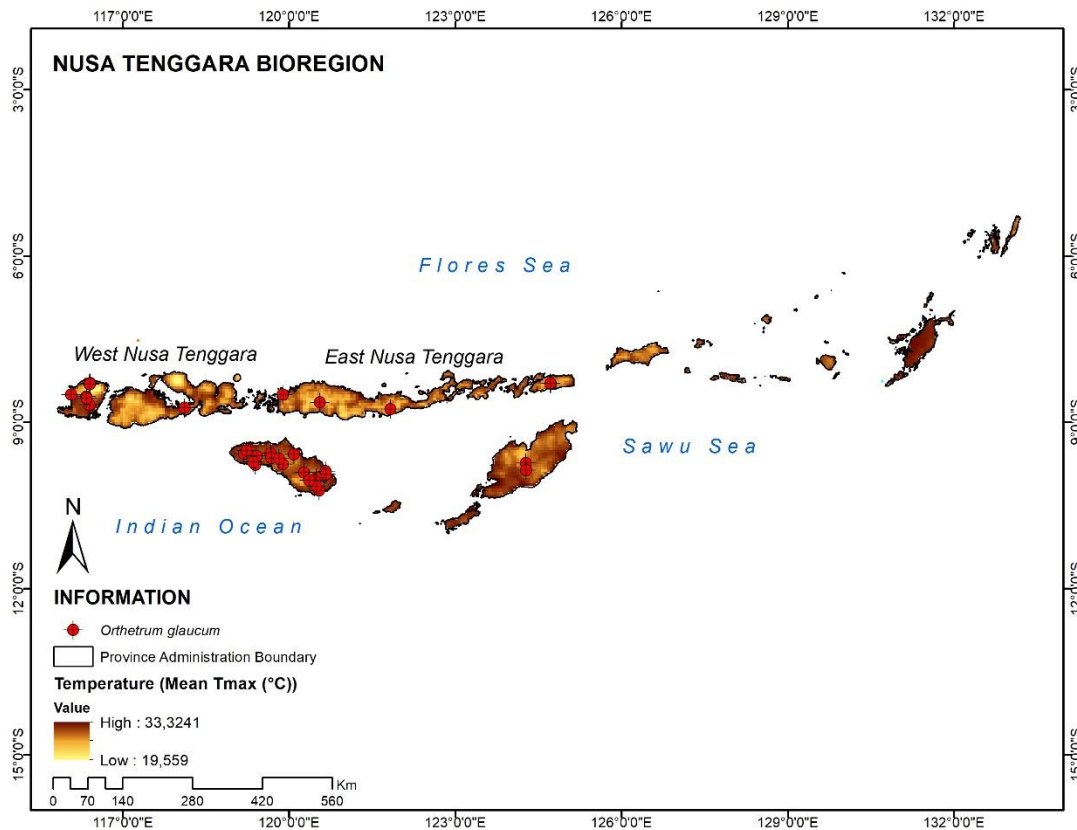 117°0'0"E 120°0'0"E 123°0'0"E 126°0'0"E 129°0'0"E 132°0'0"E
NUSA TENGGARA BIOREGION
3°0'0"S 3°0'0"S
6°0'0"S 6°0'0"S
Flores Sea
West Nusa Tenggara East Nusa Tenggara
9°0'0"S 9°0'0"S
Sawu Sea
N
Indian Ocean
12°0'0"S 12°0'0"S
INFORMATION
Orthetrum glaucum
Province Administration Boundary
Temperature (Mean Tmax (°C))
Value
High : 33,3241
Low : 19,559
15°0'0"S 15°0'0"S
Km
0 70 140 280 420 560
117°0'0"E 120°0'0"E 123°0'0"E 126°0'0"E 129°0'0"E 132°0'0"E